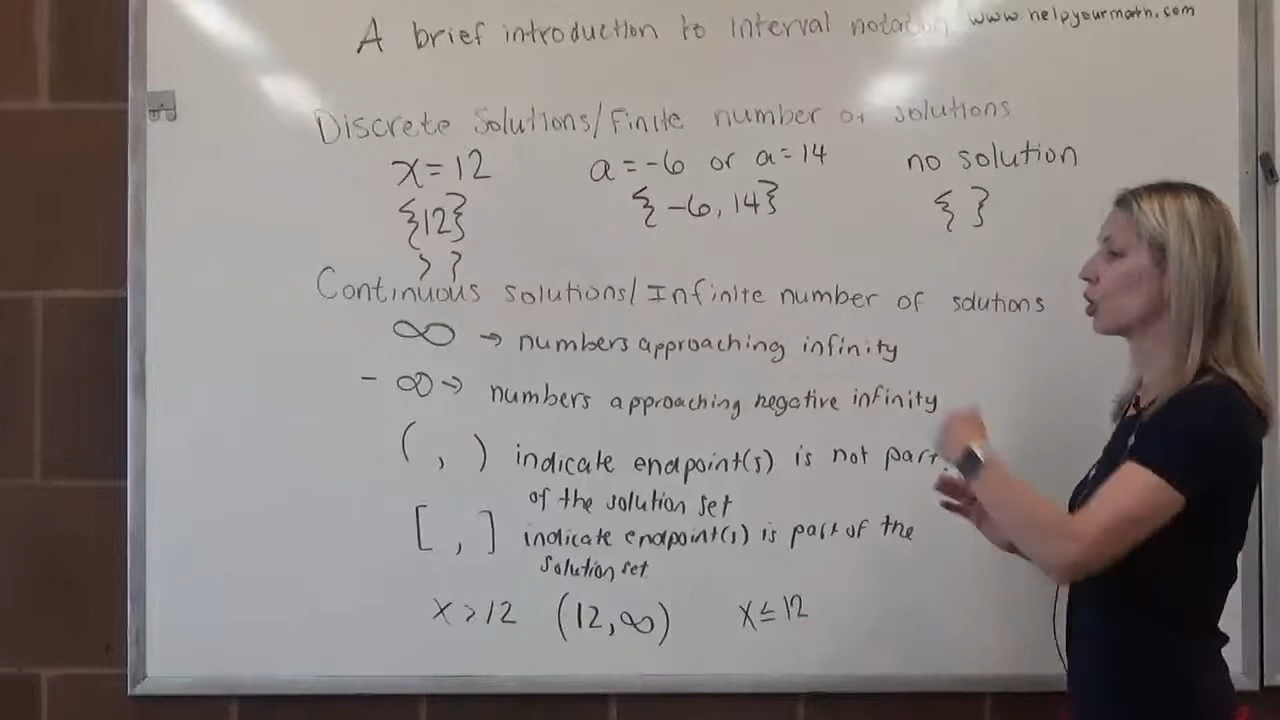 A brief introduction to Interval www.helpyourmath.com
Discrete Solutions/Finite number of solutions
x=12 a=-6 or a=14 no solution
{12} {-6,14} { }
} }
Continuous solutions/Infinite number of solutions
∞ → numbers approaching infinity
-∞ → numbers approaching negative infinity
( , ) indicate endpoint(s) is not part
of the solution set
[ , ] indicate endpoint(s) is part of the
solution set
x>12 (12,∞) x≤12